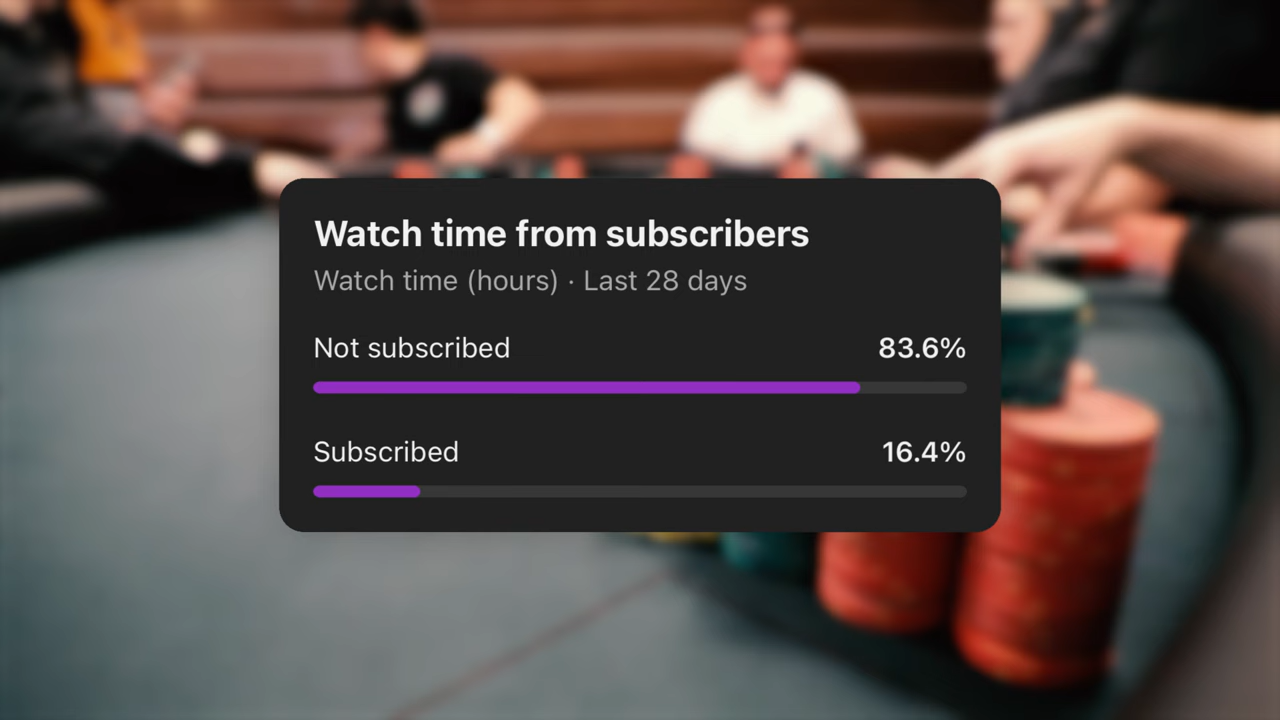 Watch time from subscribers
Watch time (hours) · Last 28 days
Not subscribed 83.6%
Subscribed 16.4%